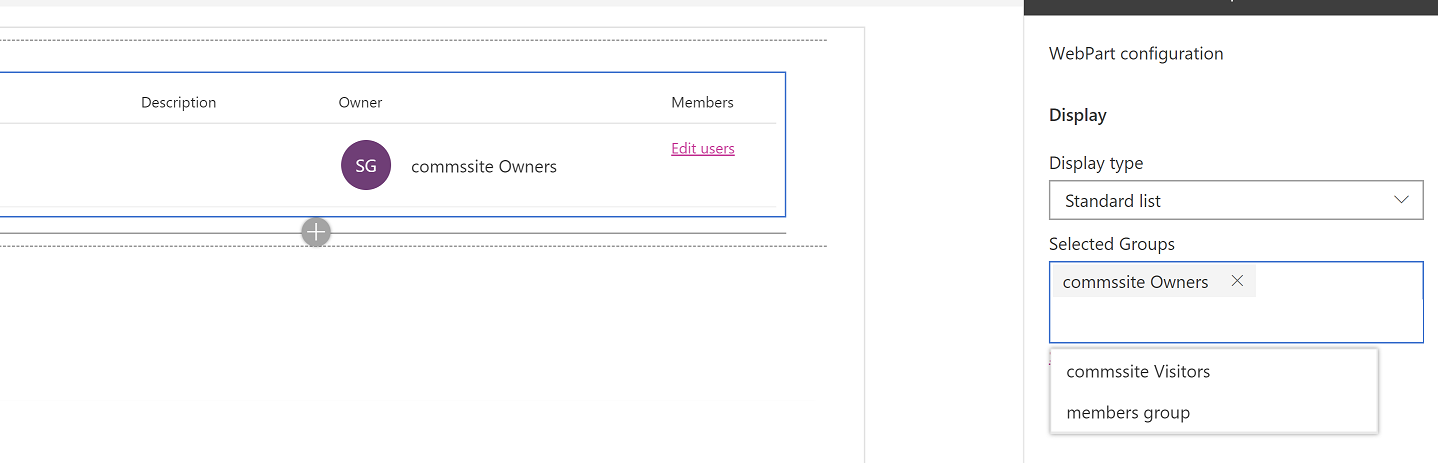 Description Owner Members
SG commssite Owners Edit users
WebPart configuration
Display
Display type
Standard list
Selected Groups
commssite Owners
commssite Visitors
members group